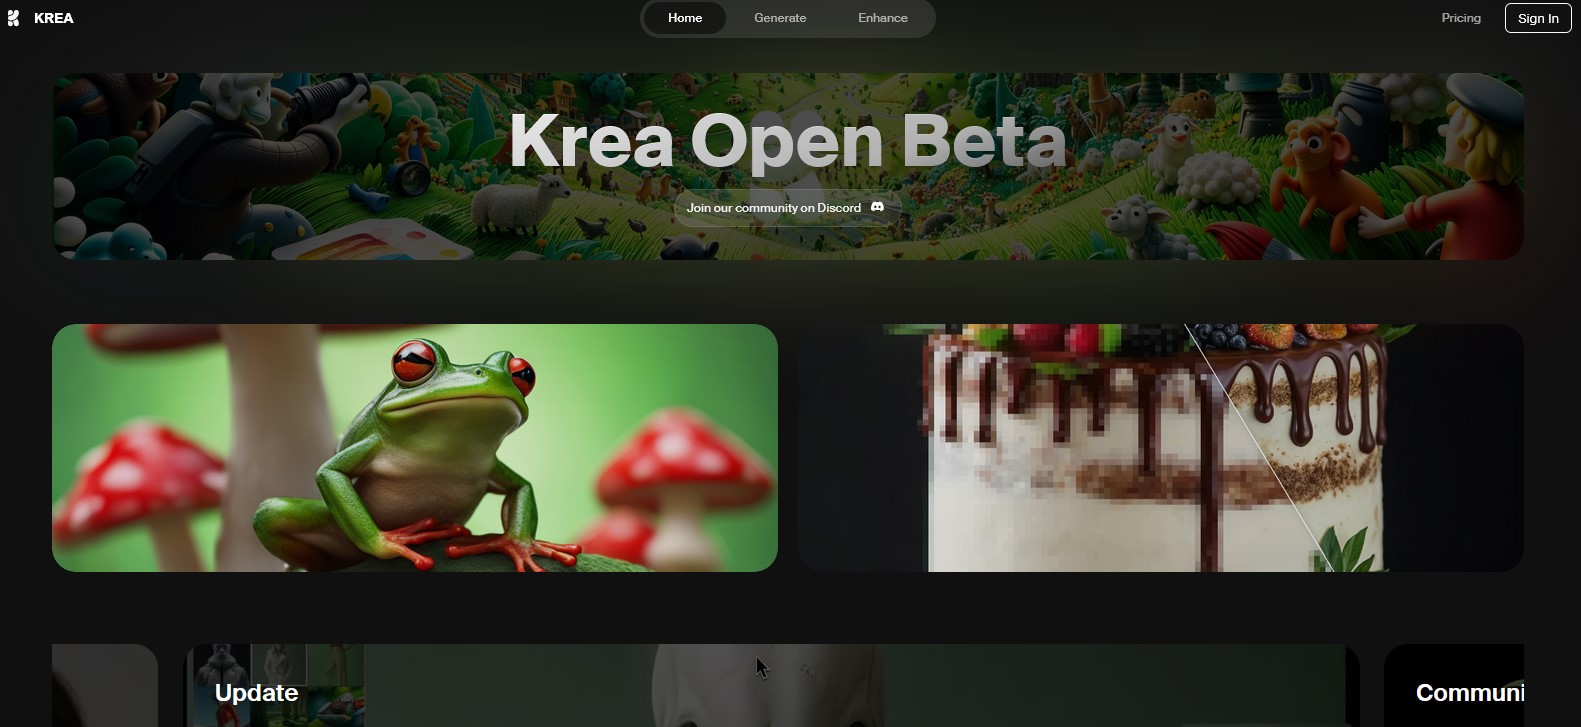 KREA
Home
Generate
Enhance
Pricing
Sign In
Krea Open Beta
Join our community on Discord
Update
Communi